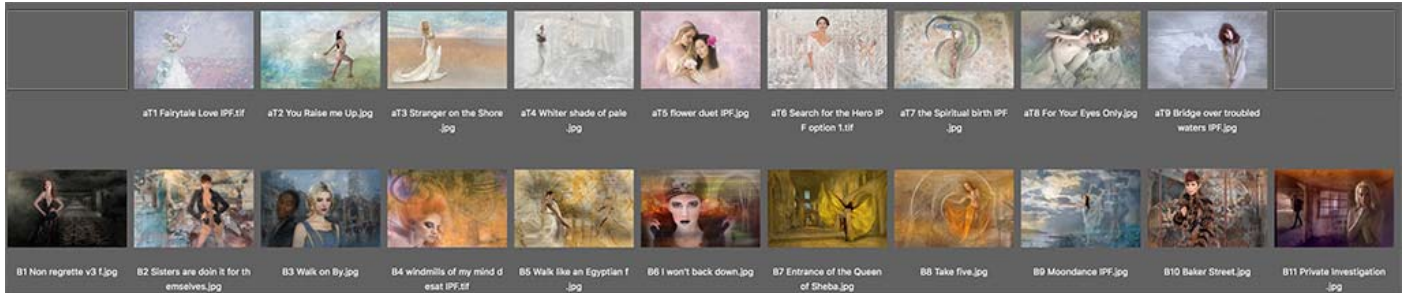 aT1 Fairytale Love IPF.tif
aT2 You Raise me Up.jpg
aT3 Stranger on the Shore
.jpg
aT4 Whiter shade of pale
.jpg
aT5 flower duet IPF.jpg
aT6 Search for the Hero IP
F option 1.tif
aT7 the Spiritual birth IPF
.jpg
aT8 For Your Eyes Only.jpg
aT9 Bridge over troubled
waters IPF.jpg
B1 Non regrette v3 f.jpg
B2 Sisters are doin it for th
emselves.jpg
B3 Walk on By.jpg
B4 windmills of my mind d
esat IPF.tif
B5 Walk like an Egyptian f
.jpg
B6 I won't back down.jpg
B7 Entrance of the Queen
of Sheba.jpg
B8 Take five.jpg
B9 Moondance IPF.jpg
B10 Baker Street.jpg
B11 Private Investigation
.jpg